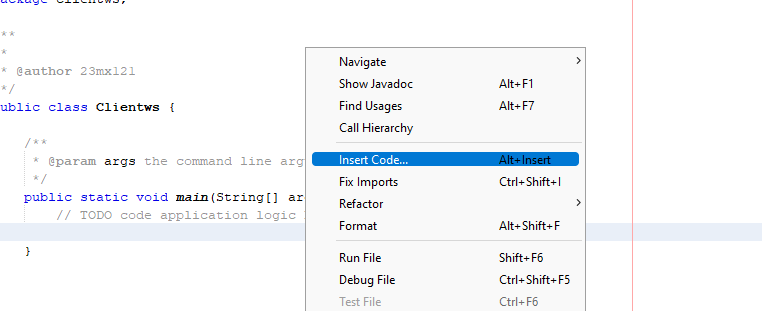 ackage Clientws;
**
*
* @author 23mx121
*/
ublic class Clientws {
/**
* @param args the command line arg
*/
public static void main(String[] ar
// TODO code application logic
}
Navigate
Show Javadoc Alt+F1
Find Usages Alt+F7
Call Hierarchy
Insert Code... Alt+Insert
Fix Imports Ctrl+Shift+I
Refactor
Format Alt+Shift+F
Run File Shift+F6
Debug File Ctrl+Shift+F5
Test File Ctrl+F6